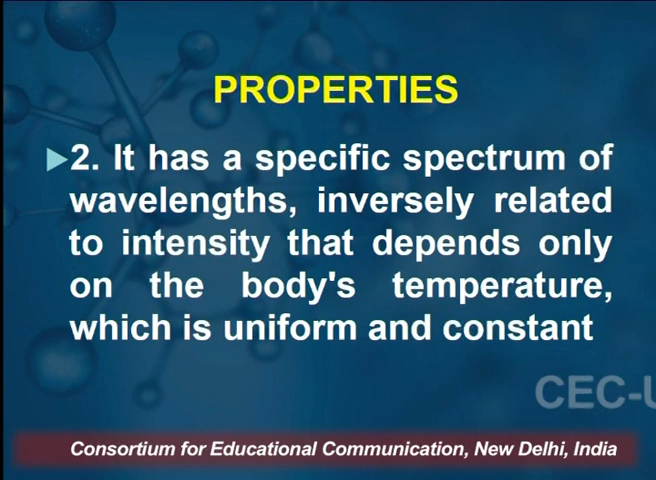 PROPERTIES
2. It has a specific spectrum of
wavelengths, inversely related
to intensity that depends only
on the body's temperature,
which is uniform and constant
CEC-U
Consortium for Educational Communication, New Delhi, India